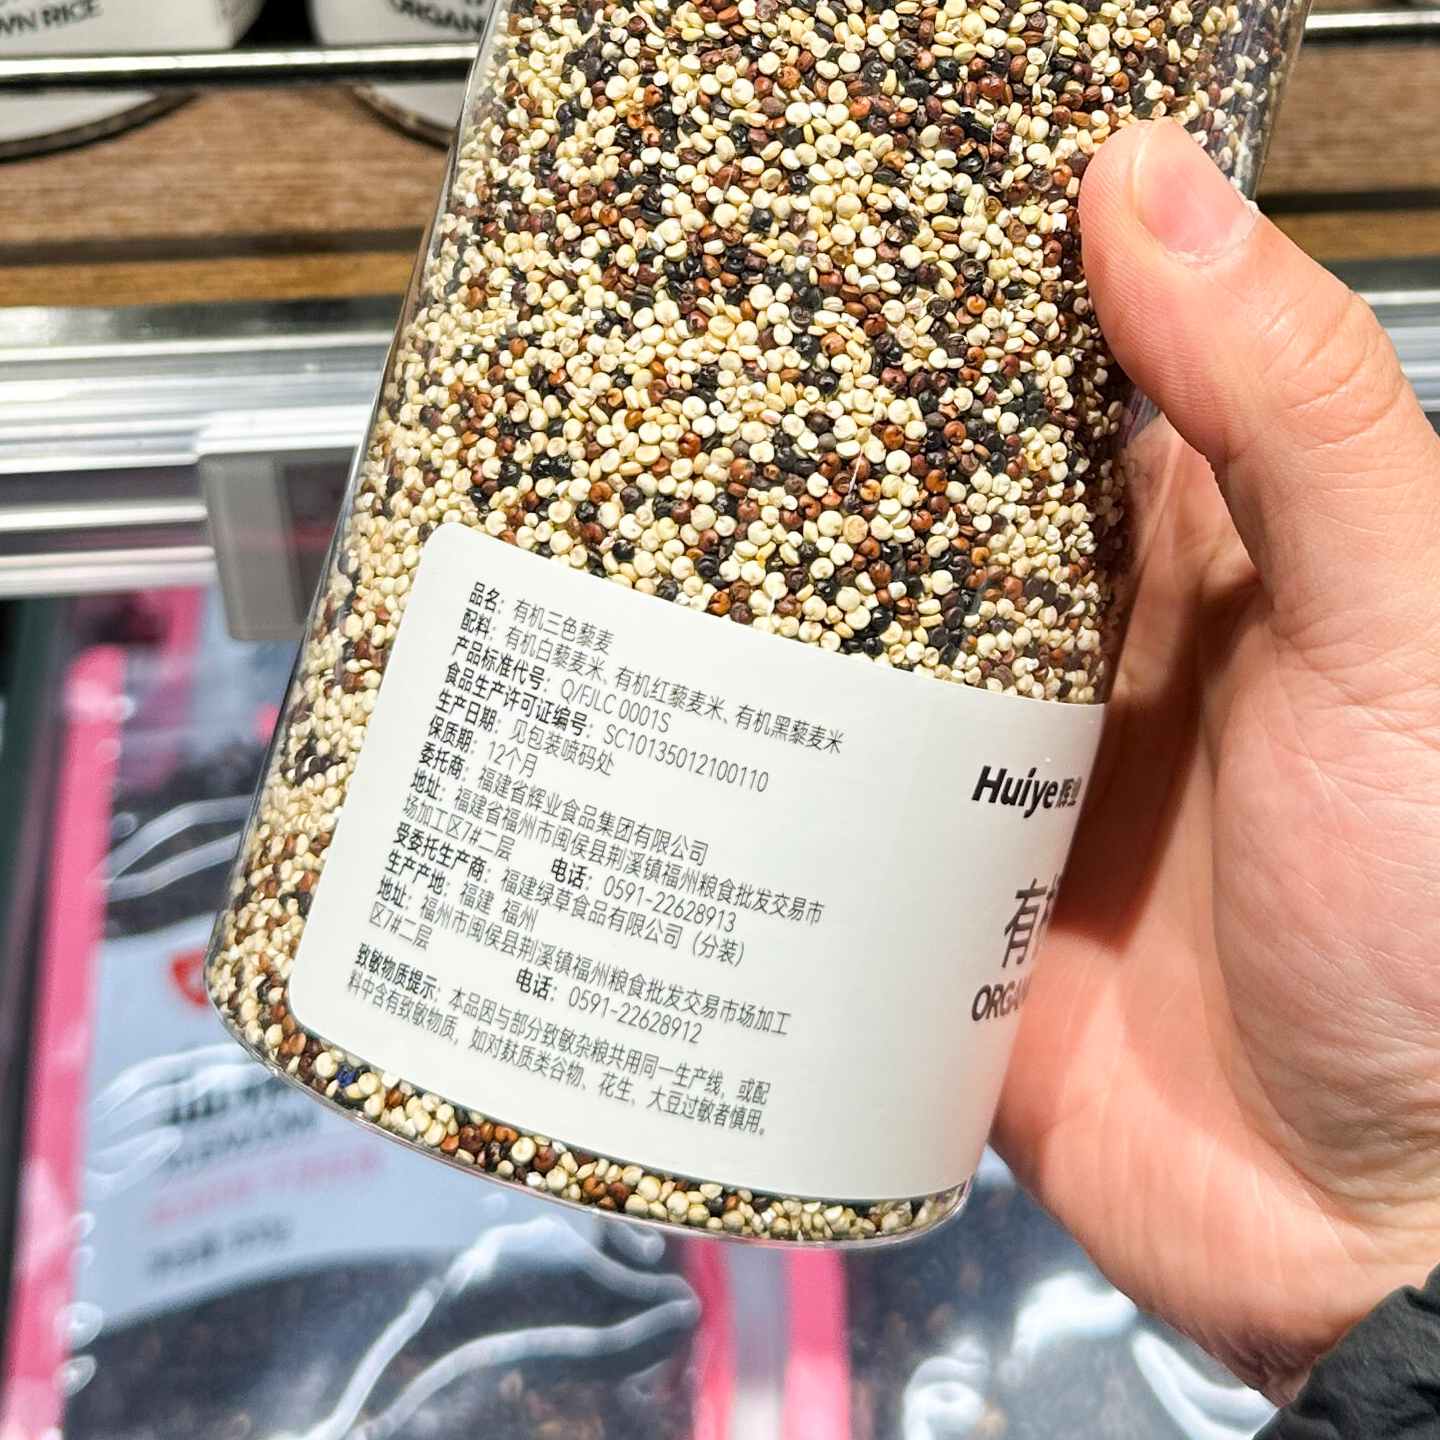 WN RICE
ORGAN
品名：有机三色藜麦
配料：有机白藜麦米、有机红藜麦米、有机黑藜麦米
产品标准代号：Q/FJLC 0001S
食品生产许可证编号：SC10135012100110
生产日期：见包装喷码处
保质期：12个月
委托商：福建省辉业食品集团有限公司
地址：福建省福州市闽侯县荆溪镇福州粮食批发交易市
场加工区7#二层 电话：0591-22628913
受委托生产商：福建绿草食品有限公司（分装）
生产产地：福建 福州
地址：福州市闽侯县荆溪镇福州粮食批发交易市场加工
区7#二层 电话：0591-22628912
致敏物质提示：本品因与部分致敏杂粮共用同一生产线，或配
料中含有致敏物质，如对麸质类谷物、花生、大豆过敏者慎用。
Huiye 辉业
有机
ORGA